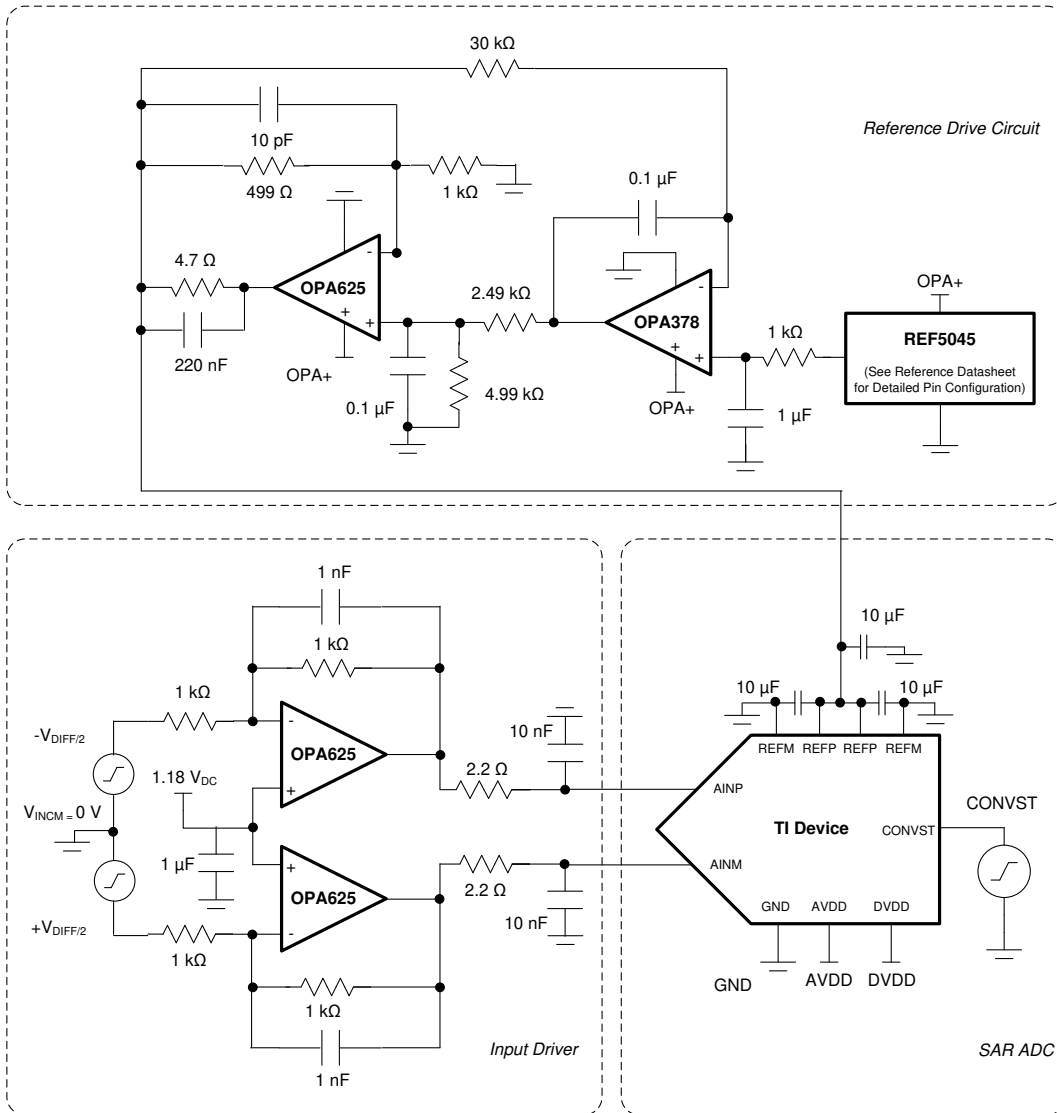 30 kΩ
10 pF
Reference Drive Circuit
499 Ω
1 kΩ
0.1 µF
4.7 Ω
220 nF
-
OPA625
+
+
OPA+
2.49 kΩ
0.1 µF
4.99 kΩ
-
OPA378
+
+
OPA+
1 kΩ
1 µF
OPA+
REF5045
(See Reference Datasheet
for Detailed Pin Configuration)
1 nF
1 kΩ
1 kΩ
-VDIFF/2
-
OPA625
+
1.18 VDC
VINCM = 0 V
1 µF
+
OPA625
-
+VDIFF/2
1 kΩ
1 kΩ
1 nF
Input Driver
10 nF
2.2 Ω
2.2 Ω
10 nF
10 µF
10 µF
10 µF
REFM
REFP
REFP
REFM
AINP
TI Device
CONVST
CONVST
AINM
GND
AVDD
DVDD
GND
AVDD
DVDD
SAR ADC